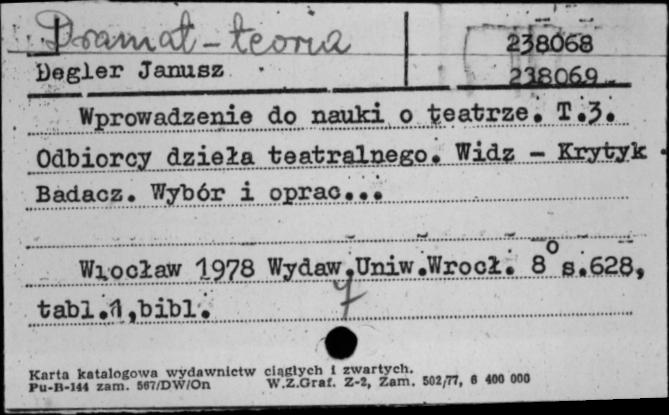 Dramat - teoria
238068
Degler Janusz
238069
Wprowadzenie do nauki o teatrze. T.3.
Odbiorcy dzieła teatralnego. Widz - Krytyk -
Badacz. Wybór i oprac...
Wrocław 1978 Wydaw.Uniw.Wrocł. 8° s.628,
tabl.1,bibl.
Karta katalogowa wydawnictw ciągłych i zwartych.
Pu-B-144 zam. 567/DW/On W.Z.Graf. Z-2, Zam. 502/77, 6 400 000